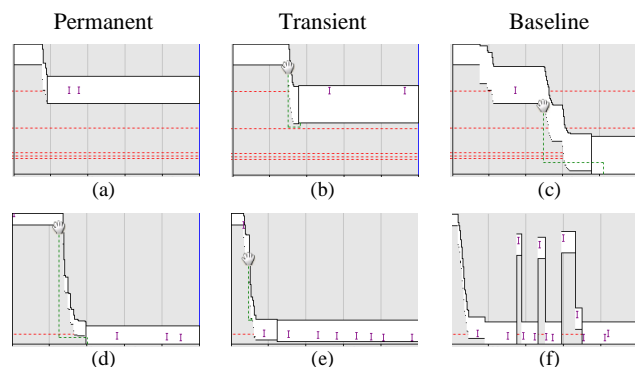 Permanent Transient Baseline
(a) (b) (c)
(d) (e) (f)